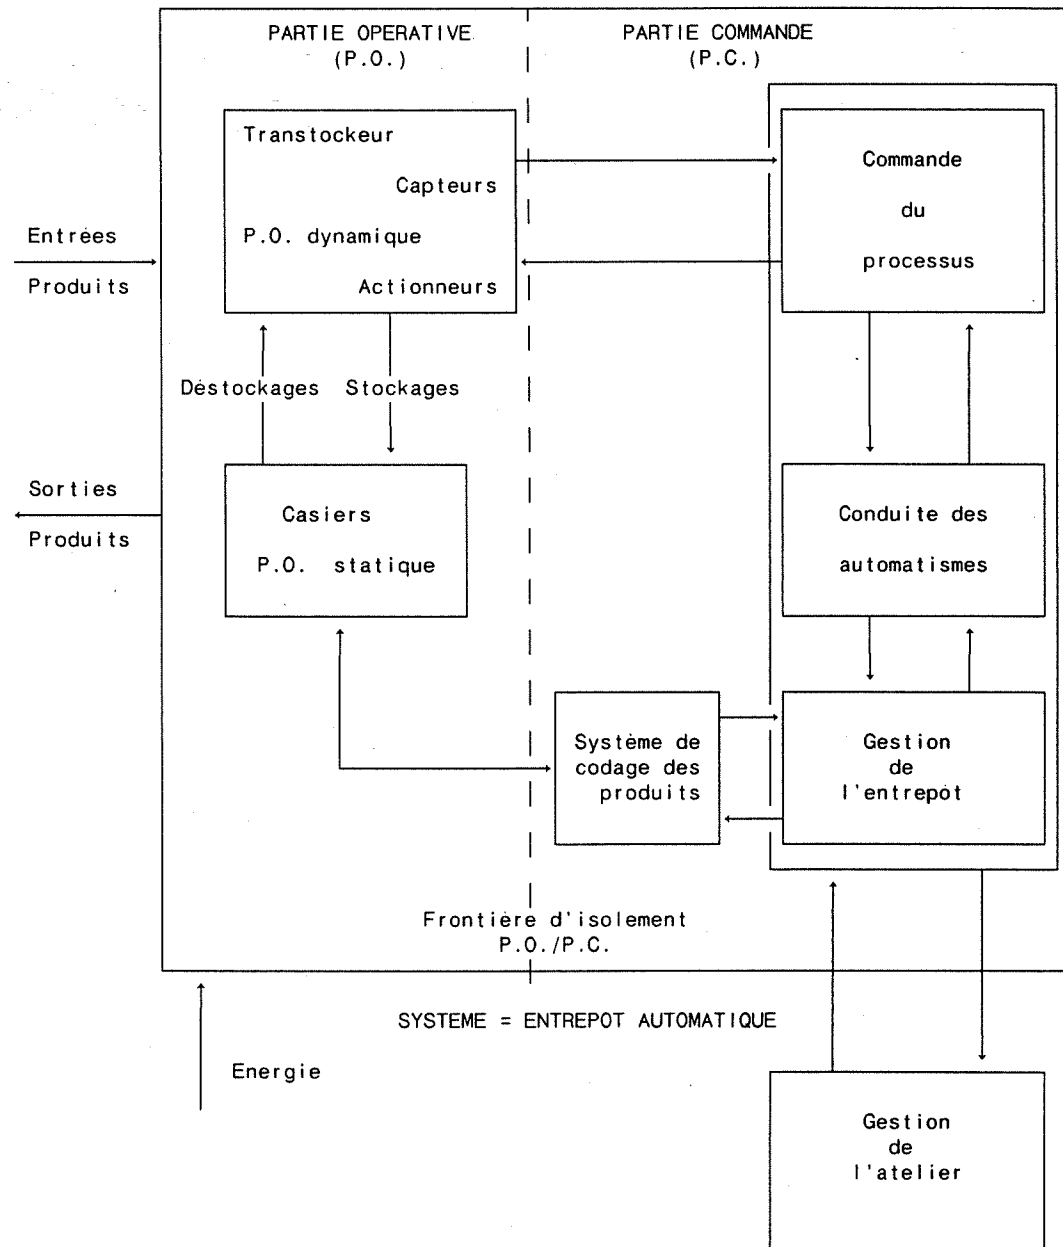 PARTIE OPERATIVE
(P.O.)
PARTIE COMMANDE
(P.C.)
Transtockeur
Capteurs
P.O. dynamique
Actionneurs
Commande
du
processus
Entrées
Produits
Déstockages
Stockages
Sorties
Produits
Casiers
P.O. statique
Conduite des
automatismes
Système de
codage des
produits
Gestion
de
l'entrepôt
Frontière d'isolement
P.O./P.C.
SYSTEME = ENTREPOT AUTOMATIQUE
Energie
Gestion
de
l'atelier